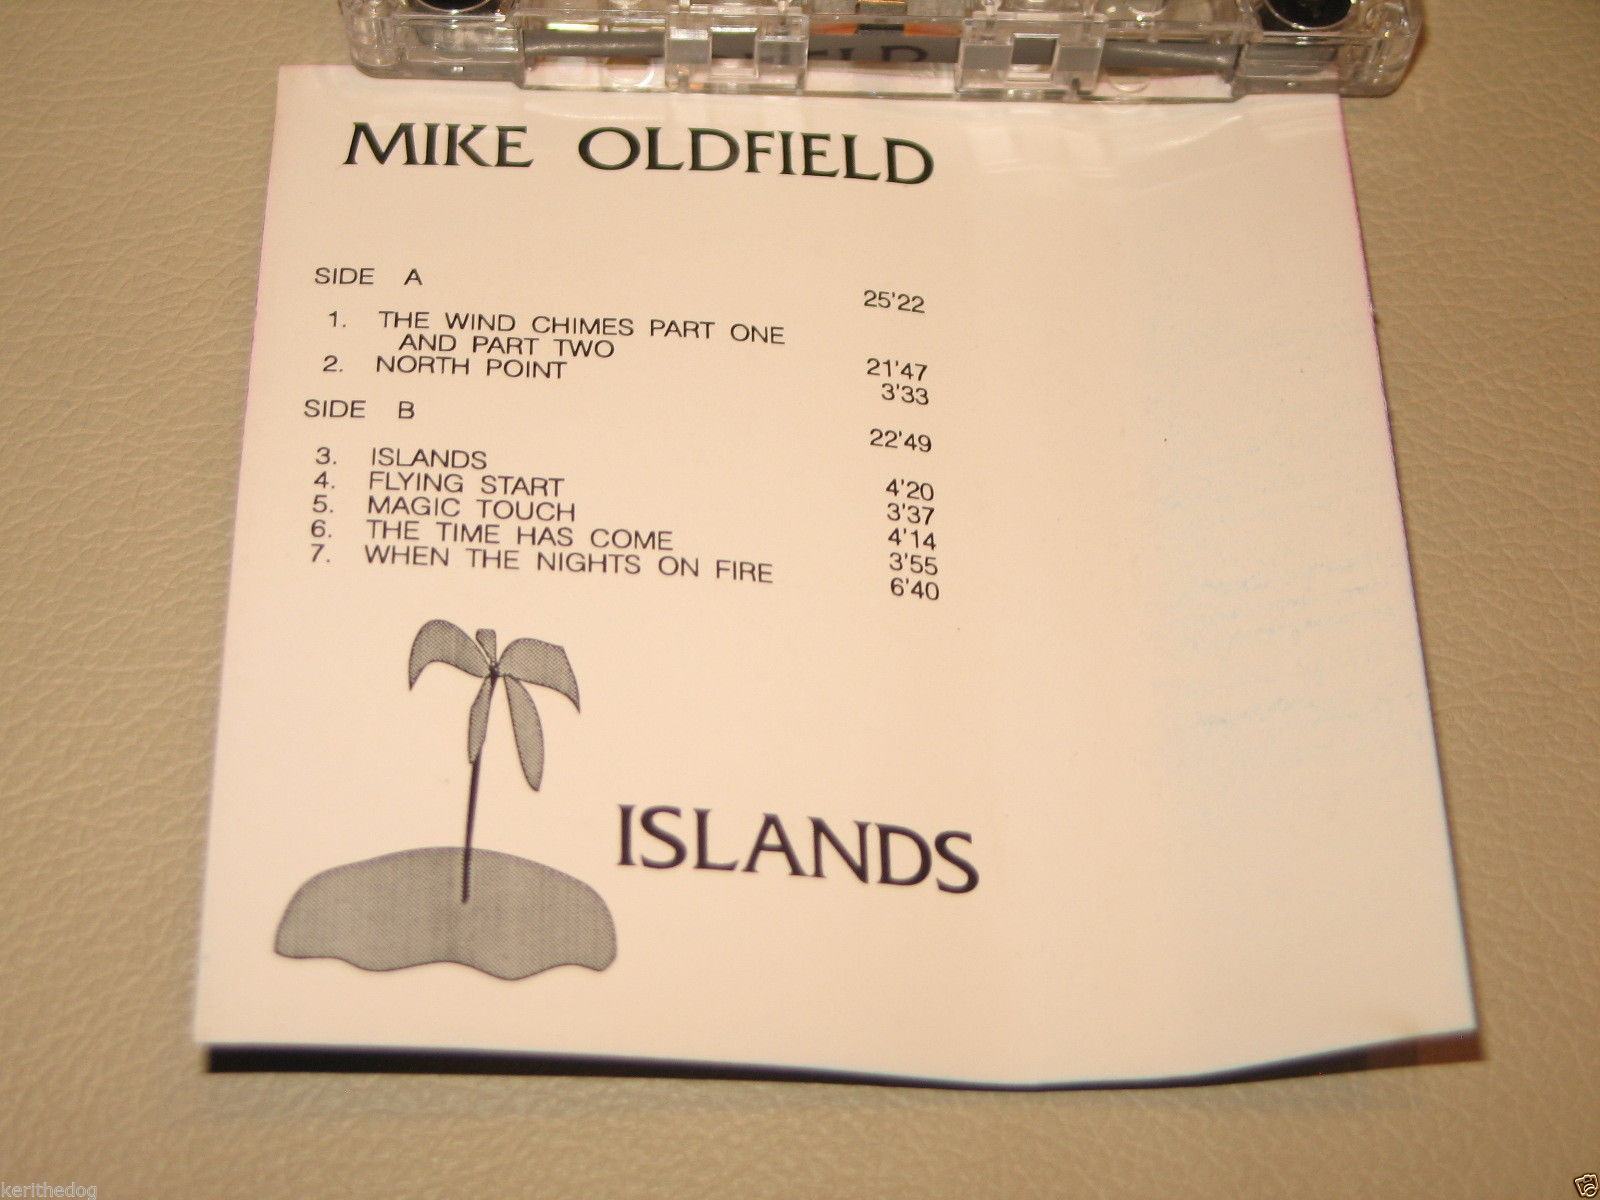 MIKE OLDFIELD
SIDE A 25'22
1. THE WIND CHIMES PART ONE
AND PART TWO 21'47
2. NORTH POINT 3'33
SIDE B 22'49
3. ISLANDS 4'20
4. FLYING START 3'37
5. MAGIC TOUCH 4'14
6. THE TIME HAS COME 3'55
7. WHEN THE NIGHTS ON FIRE 6'40
ISLANDS
kerithedog